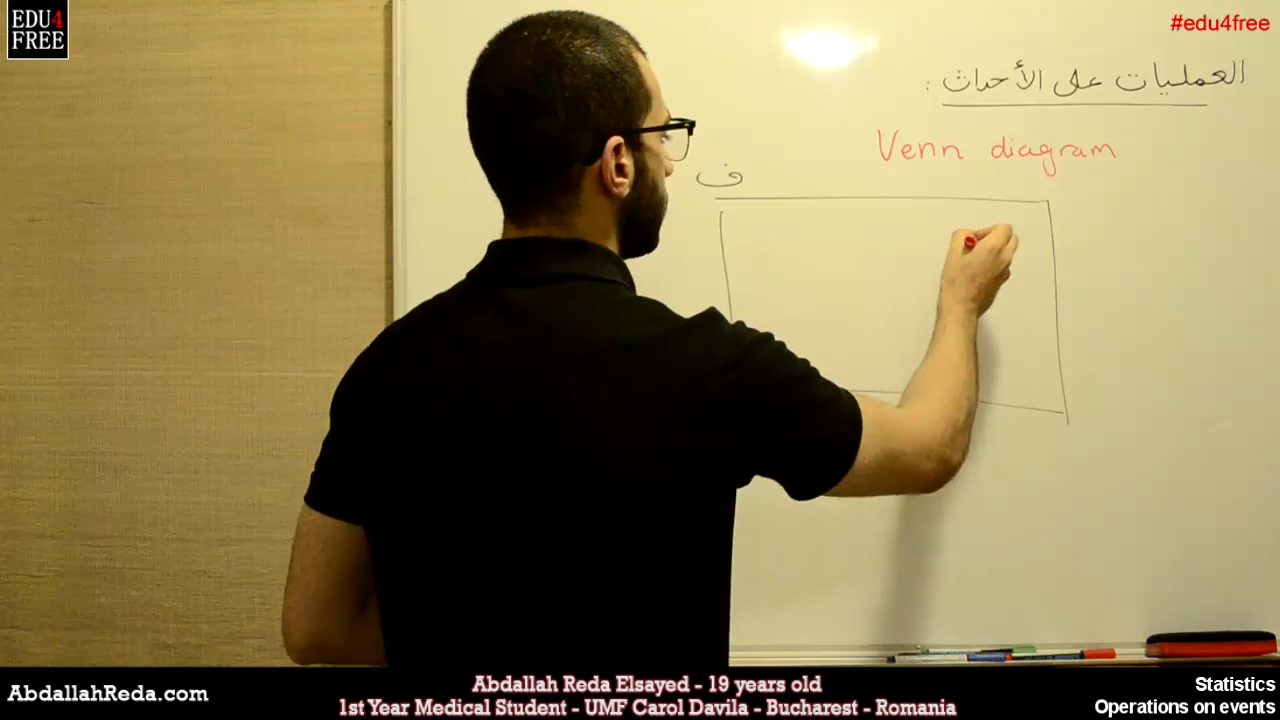 EDU4
FREE
#edu4free
العمليات على الأحداث :
Venn diagram
ف
AbdallahReda.com
Abdallah Reda Elsayed - 19 years old
1st Year Medical Student - UMF Carol Davila - Bucharest - Romania
Statistics
Operations on events